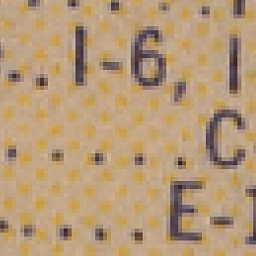 .. I-6, I
..... C
..... E-I